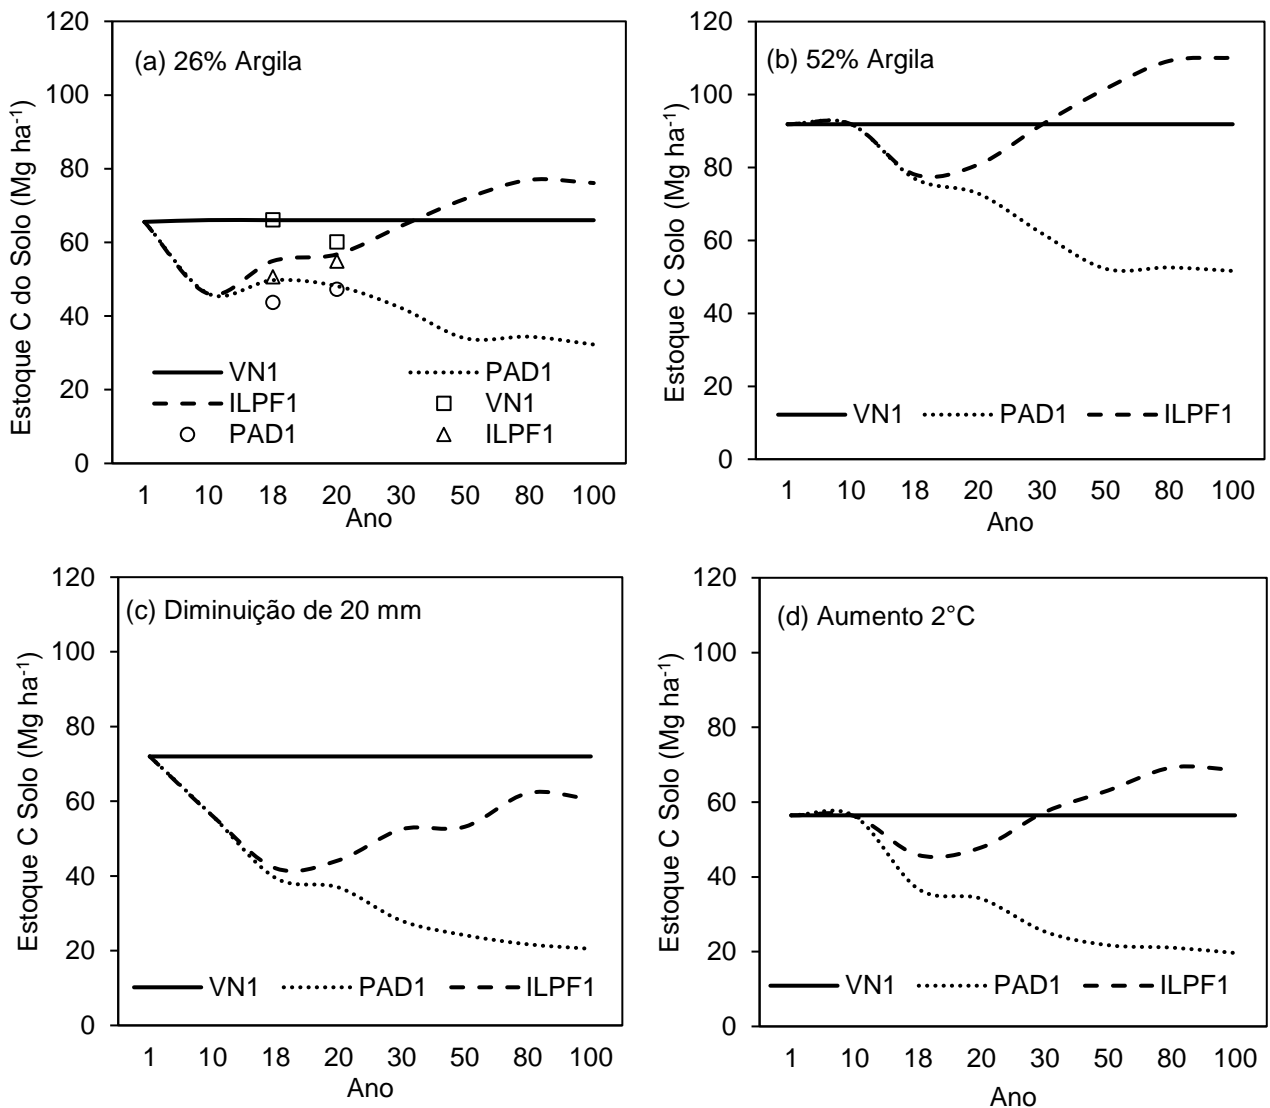 (a) 26% Argila
Estoque C do Solo (Mg ha-1)
120
100
80
60
40
20
0
VN1
PAD1
ILPF1
VN1
PAD1
ILPF1
1 10 18 20 30 50 80 100
Ano
(b) 52% Argila
Estoque C Solo (Mg ha-1)
120
100
80
60
40
20
0
VN1 PAD1 ILPF1
1 10 18 20 30 50 80 100
Ano
(c) Diminuição de 20 mm
Estoque C Solo (Mg ha-1)
120
100
80
60
40
20
0
VN1 PAD1 ILPF1
1 10 18 20 30 50 80 100
Ano
(d) Aumento 2°C
Estoque C Solo (Mg ha-1)
120
100
80
60
40
20
0
VN1 PAD1 ILPF1
1 10 18 20 30 50 80 100
Ano